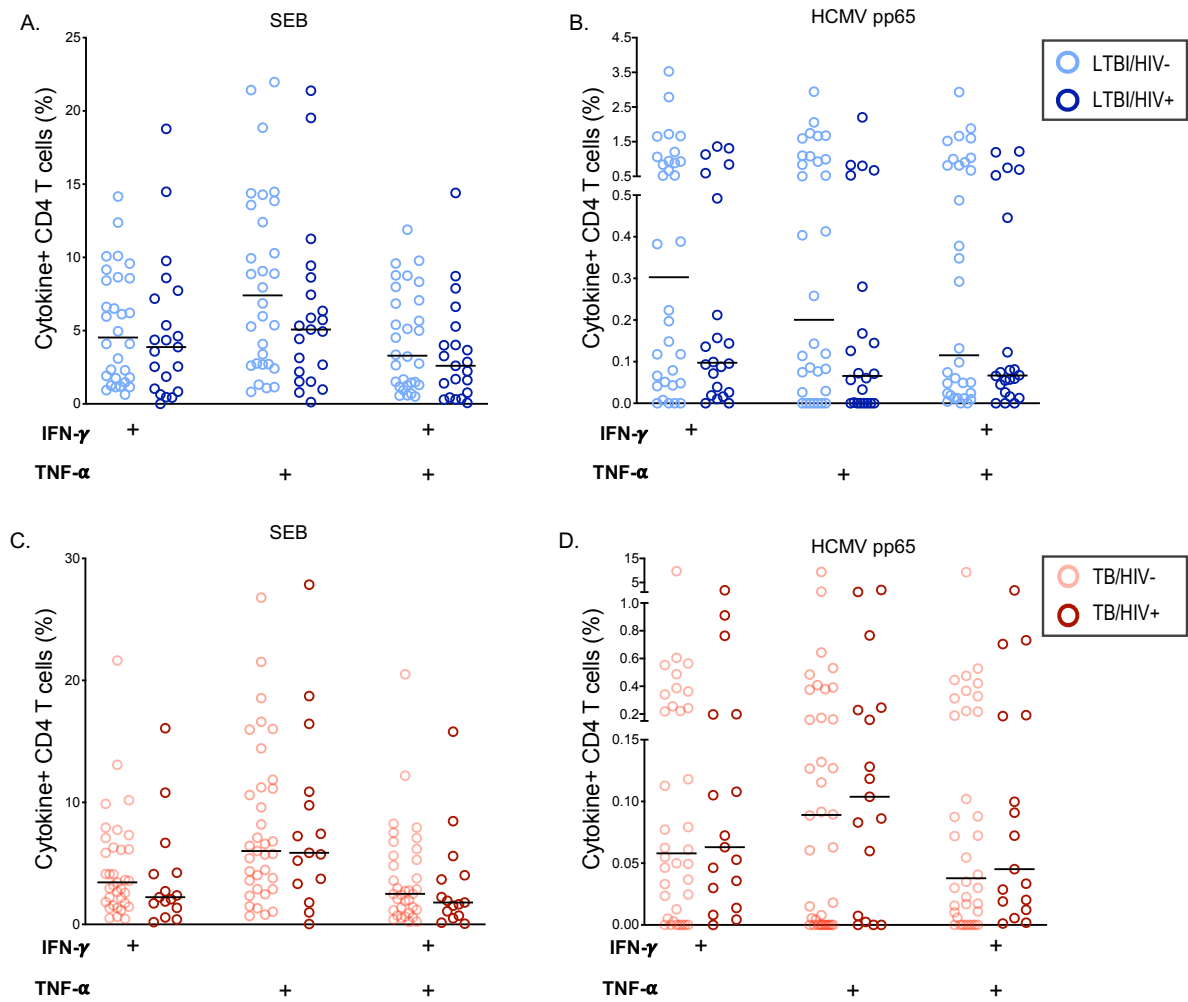 A.
SEB
Cytokine+ CD4 T cells (%)
25
20
15
10
5
0
IFN-γ + +
TNF-α + +
B.
HCMV pp65
Cytokine+ CD4 T cells (%)
4.5
3.5
2.5
1.5
0.5
0.5
0.4
0.3
0.2
0.1
0.0
IFN-γ + +
TNF-α + +
LTBI/HIV-
LTBI/HIV+
C.
SEB
Cytokine+ CD4 T cells (%)
30
20
10
0
IFN-γ + +
TNF-α + +
D.
HCMV pp65
Cytokine+ CD4 T cells (%)
15
5
1.0
0.8
0.6
0.4
0.2
0.15
0.10
0.05
0.00
IFN-γ + +
TNF-α + +
TB/HIV-
TB/HIV+